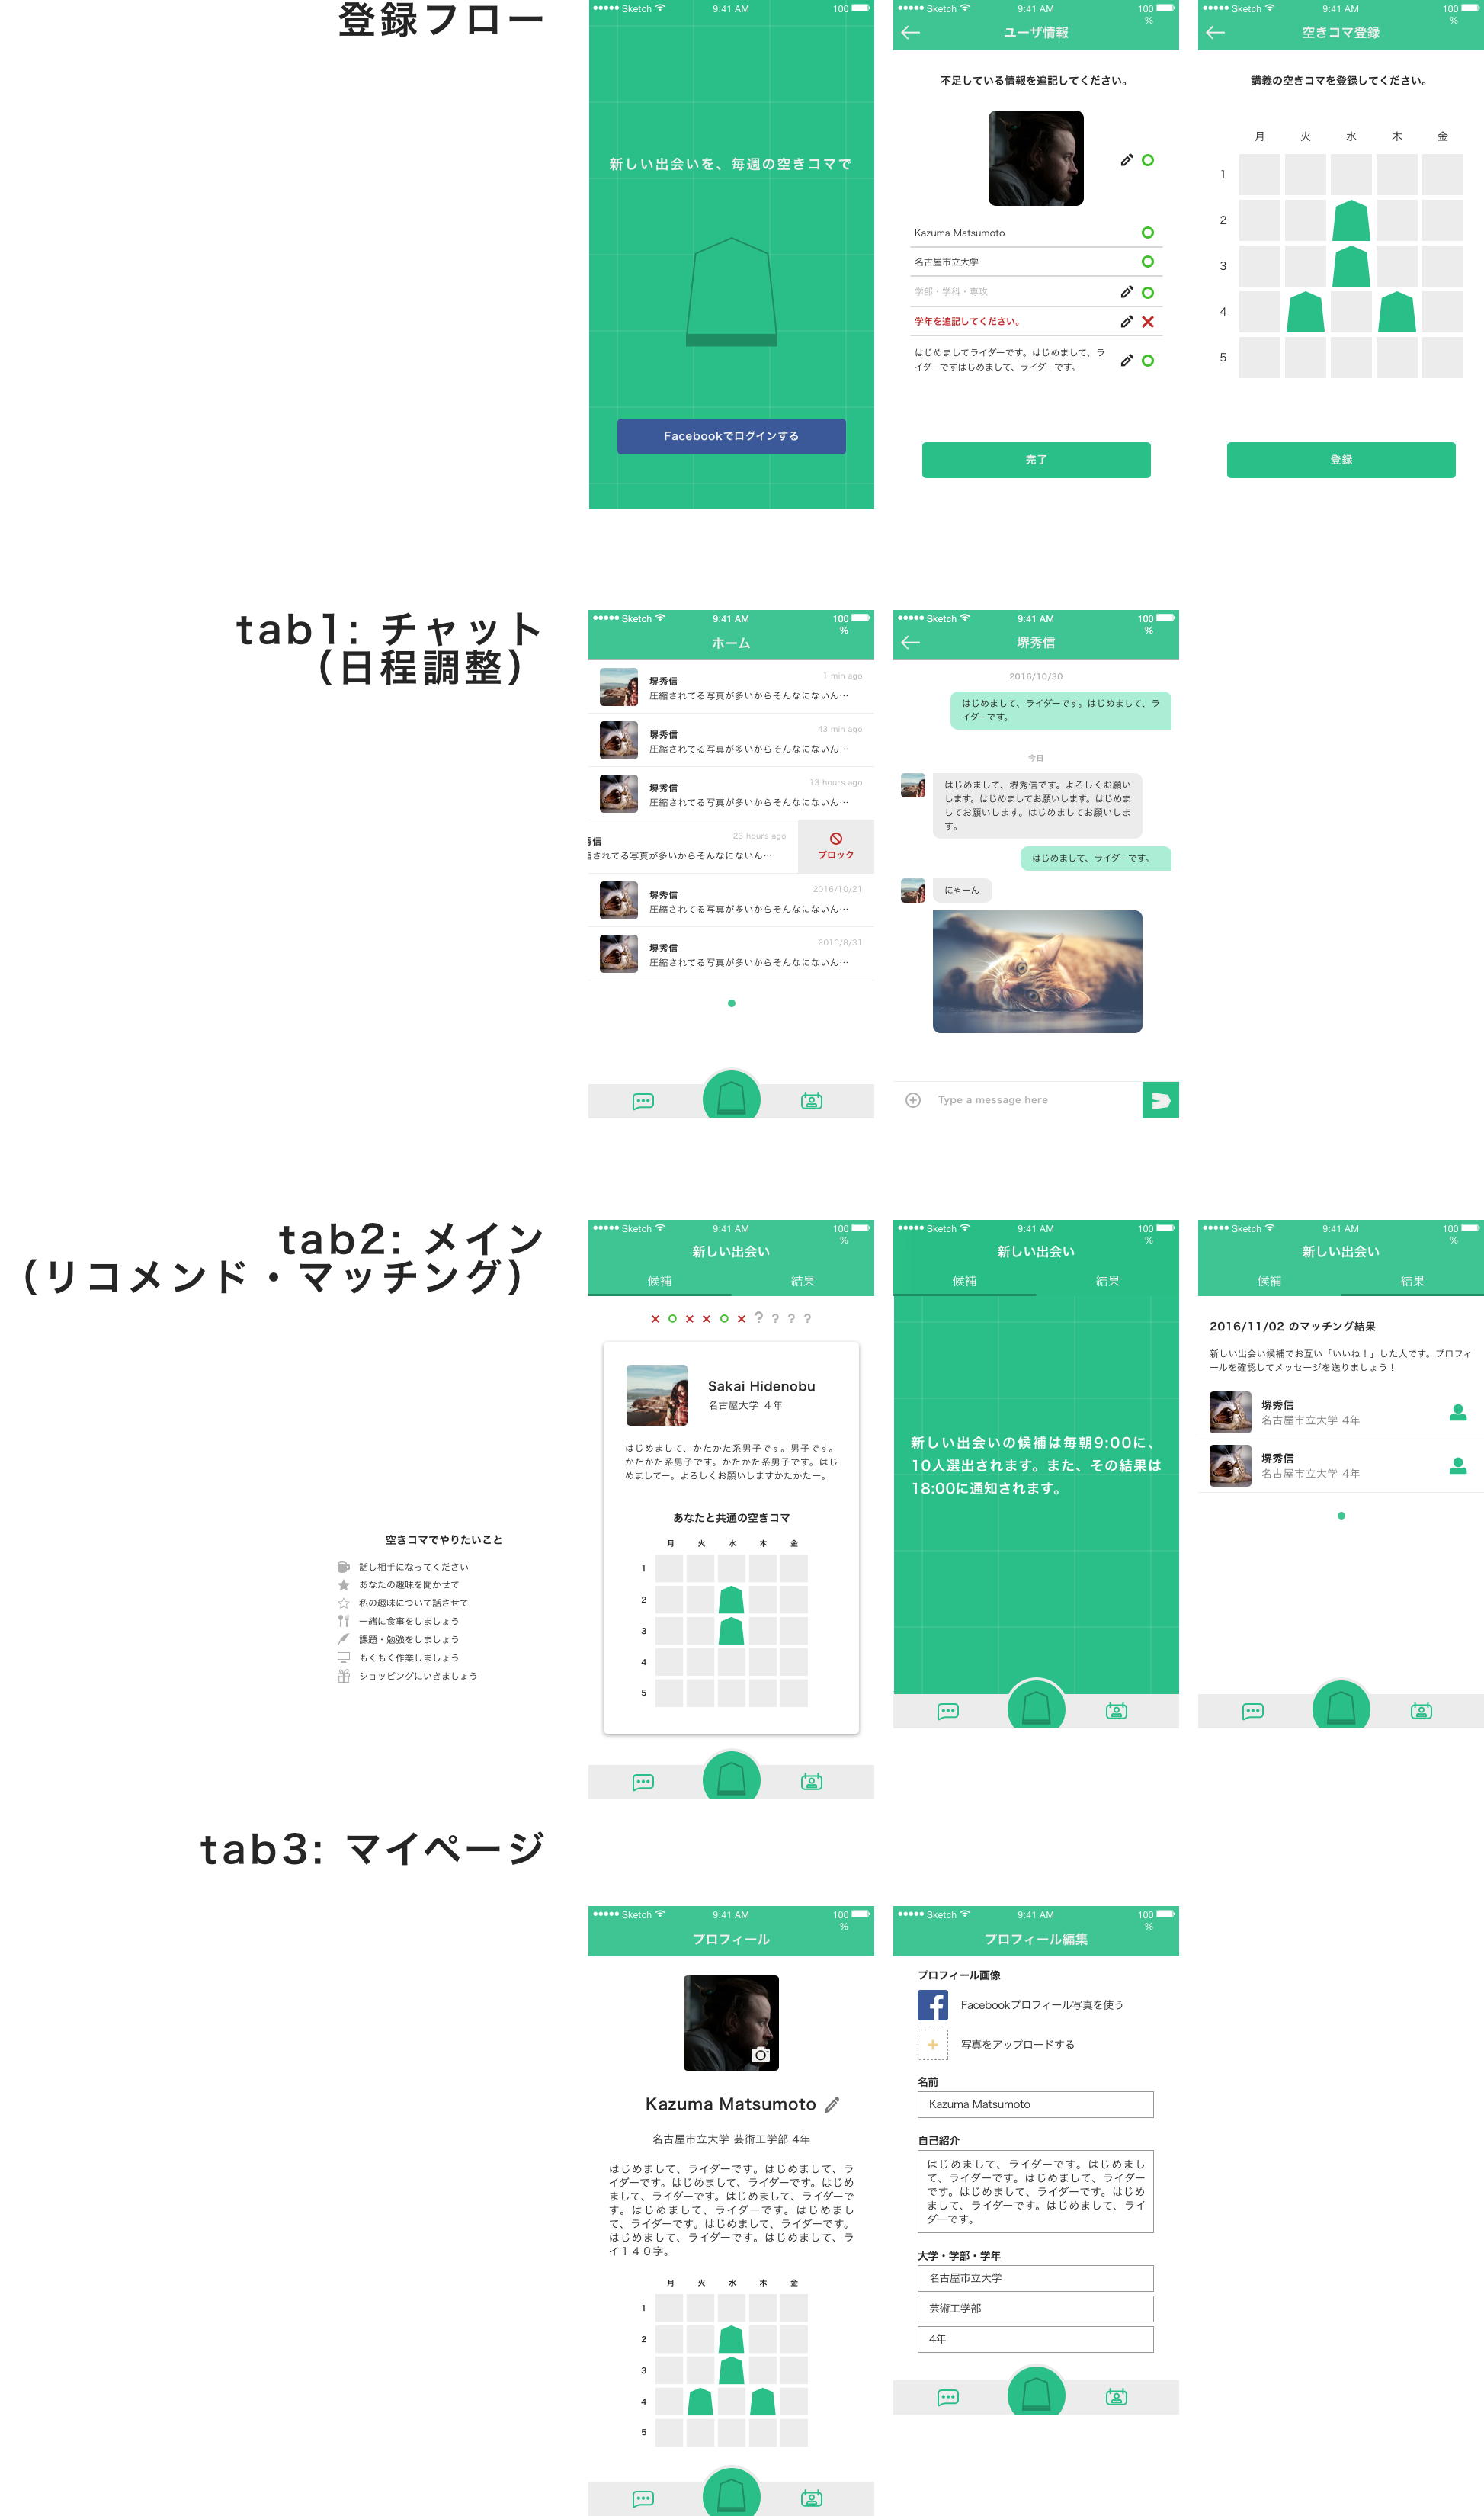 登録フロー
Sketch
9:41 AM
100
新しい出会いを、毎週の空きコマで
Facebookでログインする
Sketch
9:41 AM
100
%
ユーザ情報
不足している情報を追記してください。
Kazuma Matsumoto
名古屋市立大学
学部・学科・専攻
学年を追記してください。
はじめましてライダーです。はじめまして、ラ
イダーですはじめまして、ライダーです。
完了
Sketch
9:41 AM
100
%
空きコマ登録
講義の空きコマを登録してください。
月 火 水 木 金
1
2
3
4
5
登録
tab1: チャット
（日程調整）
Sketch
9:41 AM
100
%
ホーム
堺秀信
1 min ago
圧縮されてる写真が多いからそんなにないん…
堺秀信
43 min ago
圧縮されてる写真が多いからそんなにないん…
堺秀信
13 hours ago
圧縮されてる写真が多いからそんなにないん…
秀信
23 hours ago
縮されてる写真が多いからそんなにないん…
ブロック
堺秀信
2016/10/21
圧縮されてる写真が多いからそんなにないん…
堺秀信
2016/8/31
圧縮されてる写真が多いからそんなにないん…
Sketch
9:41 AM
100
%
堺秀信
2016/10/30
はじめまして、ライダーです。はじめまして、ラ
イダーです。
今日
はじめまして、堺秀信です。よろしくお願い
します。はじめましてお願いします。はじめま
してお願いします。はじめましてお願いしま
す。
はじめまして、ライダーです。
にゃーん
Type a message here
tab2: メイン
（リコメンド・マッチング）
空きコマでやりたいこと
話し相手になってください
あなたの趣味を聞かせて
私の趣味について話させて
一緒に食事をしましょう
課題・勉強をしましょう
もくもく作業しましょう
ショッピングにいきましょう
Sketch
9:41 AM
100
%
新しい出会い
候補 結果
? ? ? ?
Sakai Hidenobu
名古屋大学 4年
はじめまして、かたかた系男子です。男子です。
かたかた系男子です。かたかた系男子です。はじ
めましてー。よろしくお願いしますかたかたー。
あなたと共通の空きコマ
月 火 水 木 金
1
2
3
4
5
Sketch
9:41 AM
100
%
新しい出会い
候補 結果
新しい出会いの候補は毎朝9:00に、
10人選出されます。また、その結果は
18:00に通知されます。
Sketch
9:41 AM
100
%
新しい出会い
候補 結果
2016/11/02 のマッチング結果
新しい出会い候補でお互い「いいね！」した人です。プロフィ
ールを確認してメッセージを送りましょう！
堺秀信
名古屋市立大学 4年
堺秀信
名古屋市立大学 4年
tab3: マイページ
Sketch
9:41 AM
100
%
プロフィール
Kazuma Matsumoto
名古屋市立大学 芸術工学部 4年
はじめまして、ライダーです。はじめまして、ラ
イダーです。はじめまして、ライダーです。はじめ
まして、ライダーです。はじめまして、ライダーで
す。はじめまして、ライダーです。はじめまし
て、ライダーです。はじめまして、ライダーです。
はじめまして、ライダーです。はじめまして、ラ
イ１４０字。
月 火 水 木 金
1
2
3
4
5
Sketch
9:41 AM
100
%
プロフィール編集
プロフィール画像
Facebookプロフィール写真を使う
写真をアップロードする
名前
Kazuma Matsumoto
自己紹介
はじめまして、ライダーです。はじめまし
て、ライダーです。はじめまして、ライダー
です。はじめまして、ライダーです。はじめ
まして、ライダーです。はじめまして、ライ
ダーです。
大学・学部・学年
名古屋市立大学
芸術工学部
4年